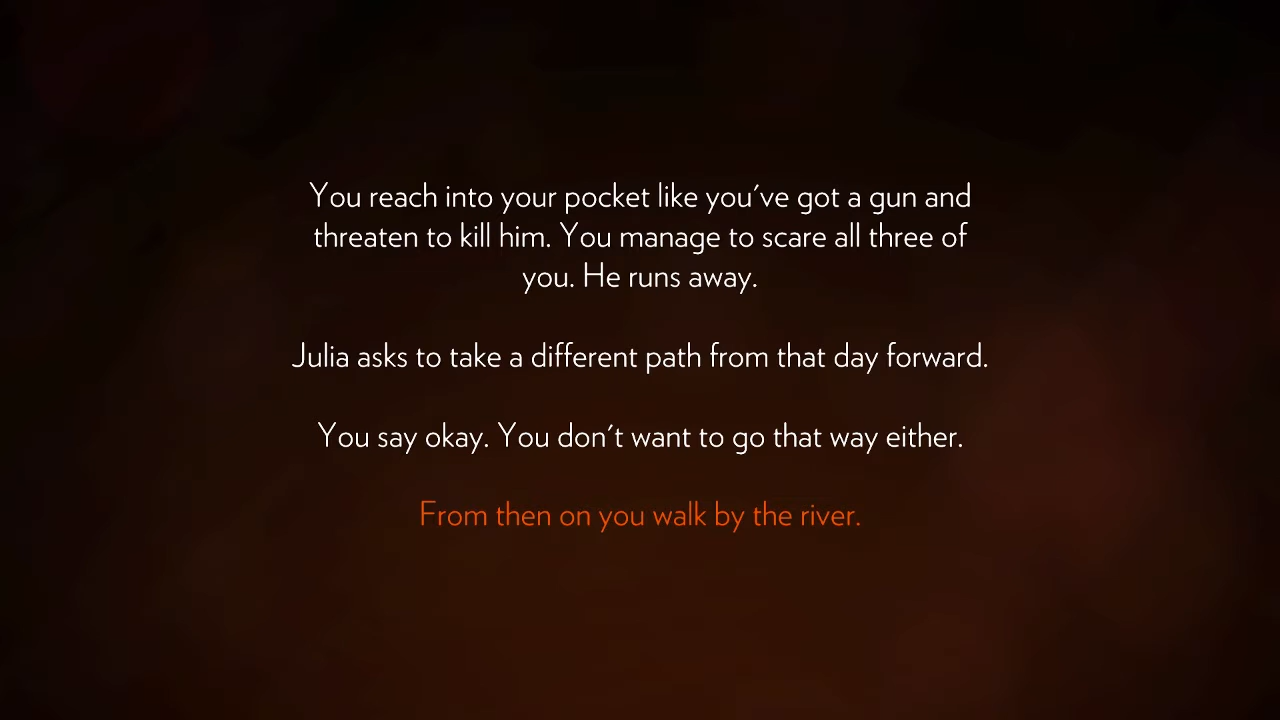 You reach into your pocket like you've got a gun and
threaten to kill him. You manage to scare all three of
you. He runs away.
Julia asks to take a different path from that day forward.
You say okay. You don't want to go that way either.
From then on you walk by the river.